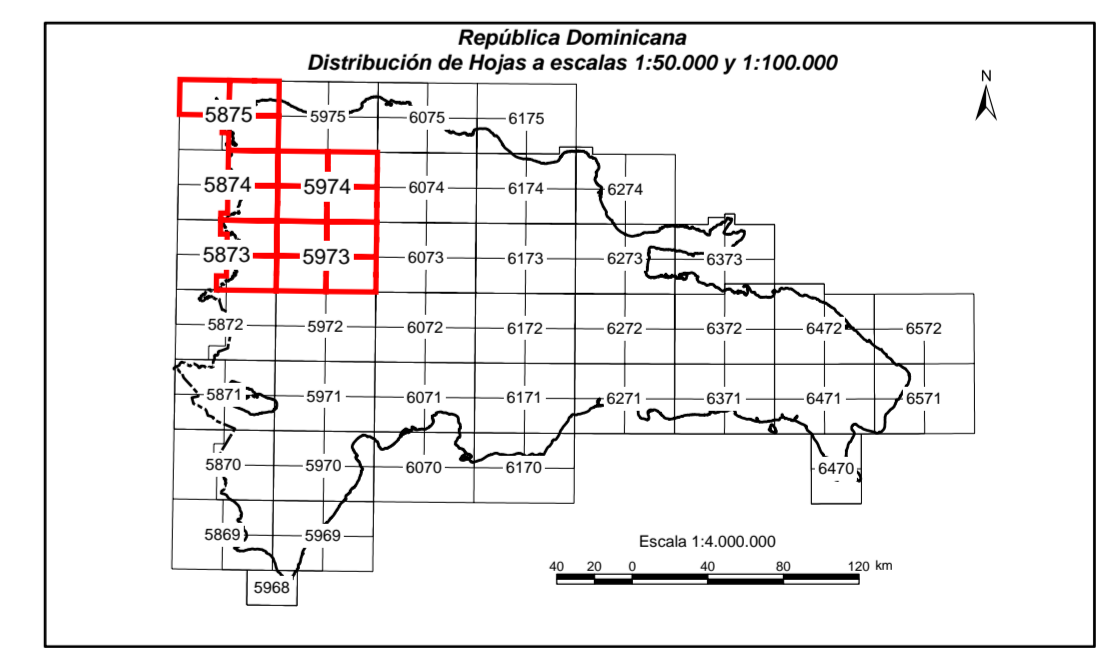 República Dominicana
Distribución de Hojas a escalas 1:50.000 y 1:100.000
N
5875 5975 6075 6175
5874 5974 6074 6174 6274
5873 5973 6073 6173 6273 6373
5872 5972 6072 6172 6272 6372 6472 6572
5871 5971 6071 6171 6271 6371 6471 6571
5870 5970 6070 6170 6470
5869 5969
5968
Escala 1:4.000.000
40 20 0 40 80 120 km